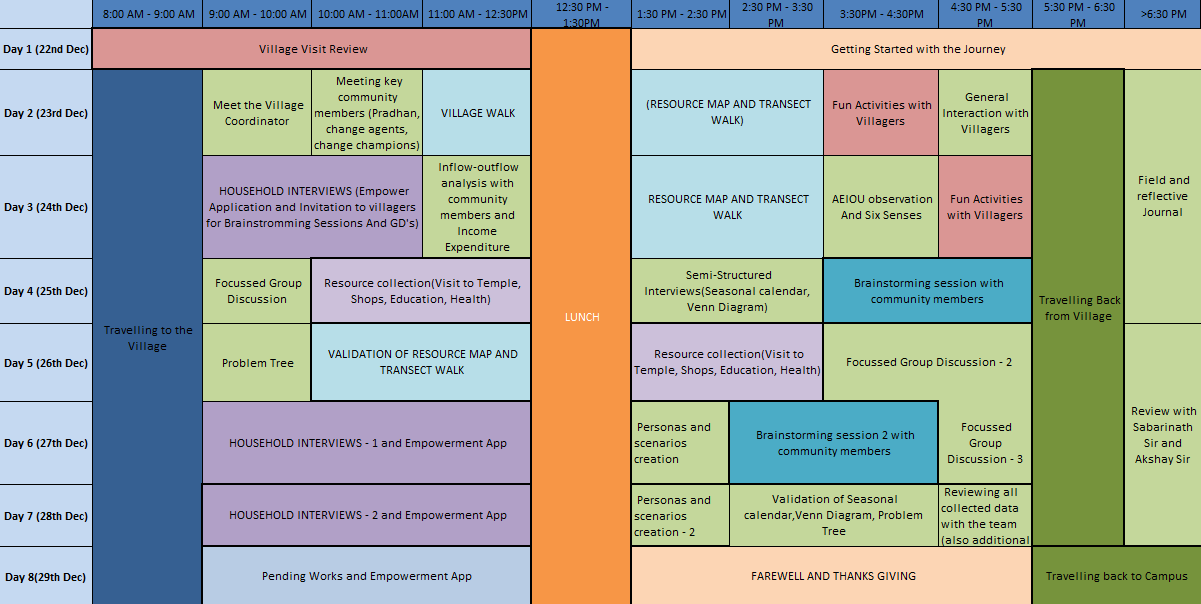 8:00 AM - 9:00 AM
9:00 AM - 10:00 AM
10:00 AM - 11:00AM
11:00 AM - 12:30PM
12:30 PM -
1:30PM
1:30 PM - 2:30 PM
2:30 PM - 3:30
PM
3:30PM - 4:30PM
4:30 PM - 5:30
PM
5:30 PM - 6:30
PM
>6:30 PM
Day 1 (22nd Dec)
Village Visit Review
Getting Started with the Journey
Day 2 (23rd Dec)
Meet the Village
Coordinator
Meeting key
community
members (Pradhan,
change agents,
change champions)
VILLAGE WALK
(RESOURCE MAP AND TRANSECT
WALK)
Fun Activities with
Villagers
General
Interaction with
Villagers
Day 3 (24th Dec)
HOUSEHOLD INTERVIEWS (Empower
Application and Invitation to villagers
for Brainstromming Sessions And GD's)
Inflow-outflow
analysis with
community
members and
Income
Expenditure
RESOURCE MAP AND TRANSECT
WALK
AEIOU observation
And Six Senses
Fun Activities
with Villagers
Field and
reflective
Journal
Day 4 (25th Dec)
Travelling to the
Village
Focussed Group
Discussion
Resource collection(Visit to Temple,
Shops, Education, Health)
LUNCH
Semi-Structured
Interviews(Seasonal calendar,
Venn Diagram)
Brainstorming session with
community members
Travelling Back
from Village
Day 5 (26th Dec)
Problem Tree
VALIDATION OF RESOURCE MAP AND
TRANSECT WALK
Resource collection(Visit to
Temple, Shops, Education, Health)
Focussed Group Discussion - 2
Day 6 (27th Dec)
HOUSEHOLD INTERVIEWS - 1 and Empowerment App
Personas and
scenarios
creation
Brainstorming session 2 with
community members
Focussed
Group
Discussion - 3
Review with
Sabarinath
Sir and
Akshay Sir
Day 7 (28th Dec)
HOUSEHOLD INTERVIEWS - 2 and Empowerment App
Personas and
scenarios
creation - 2
Validation of Seasonal
calendar,Venn Diagram, Problem
Tree
Reviewing all
collected data
with the team
(also additional
Day 8(29th Dec)
Pending Works and Empowerment App
FAREWELL AND THANKS GIVING
Travelling back to Campus